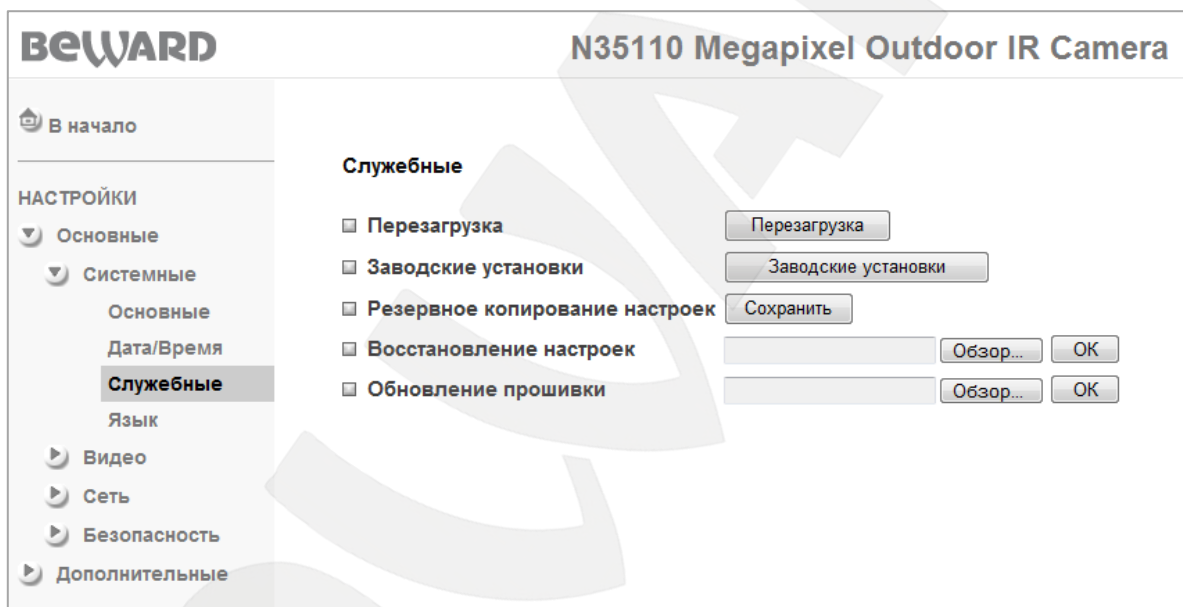 BEWARD
N35110 Megapixel Outdoor IR Camera
В начало
НАСТРОЙКИ
Основные
Системные
Основные
Дата/Время
Служебные
Язык
Видео
Сеть
Безопасность
Дополнительные
Служебные
Перезагрузка Перезагрузка
Заводские установки Заводские установки
Резервное копирование настроек Сохранить
Восстановление настроек Обзор... OK
Обновление прошивки Обзор... OK